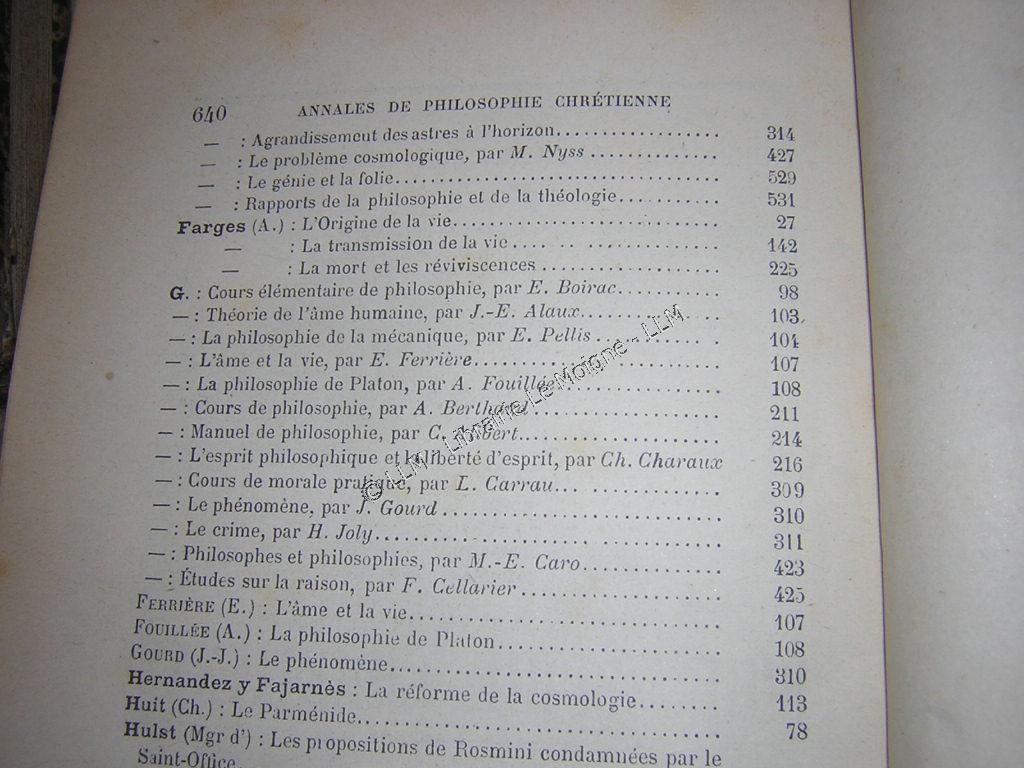 640 ANNALES DE PHILOSOPHIE CHRÉTIENNE
— : Agrandissement des astres à l'horizon.................. 314
— : Le problème cosmologique, par M. Nyss .............. 427
— : Le génie et la folie.................................... 529
— : Rapports de la philosophie et de la théologie........... 531
Farges (A.) : L'Origine de la vie.............................. 27
— : La transmission de la vie .... .. .............. 142
— : La mort et les réviviscences .................... 225
G. : Cours élémentaire de philosophie, par E. Boirac............ 98
— : Théorie de l'âme humaine, par J.-E. Alaux................ 103
— : La philosophie de la mécanique, par E. Pellis ........... . 104
— : L'âme et la vie, par E. Ferrière............................ 107
— : La philosophie de Platon, par A. Fouillée.................. 108
— : Cours de philosophie, par A. Berthand..................... 211
— : Manuel de philosophie, par C. bert...................... 214
— : L'esprit philosophique et la liberté d'esprit, par Ch. Charaux 216
— : Cours de morale pratique, par L. Carrau... .............. 309
— : Le phénomène, par J. Gourd ............................. 310
— : Le crime, par H. Joly.................................... 311
— : Philosophes et philosophies, par M.-E. Caro............... 423
— : Études sur la raison, par F. Cellarier..................... 425
FERRIÈRE (E.) : L'âme et la vie................................ 107
FOUILLÉE (A.) : La philosophie de Platon....................... 108
GOURD (J.-J.) : Le phénomène.................................. 310
Hernandez y Fajarnès : La réforme de la cosmologie......... 113
Huit (Ch.) : Le Parménide.................................... 78
Hulst (Mgr d') : Les propositions de Rosmini condamnées par le
Saint-Office.
© LLM - Librairie Le Moigne - LLM